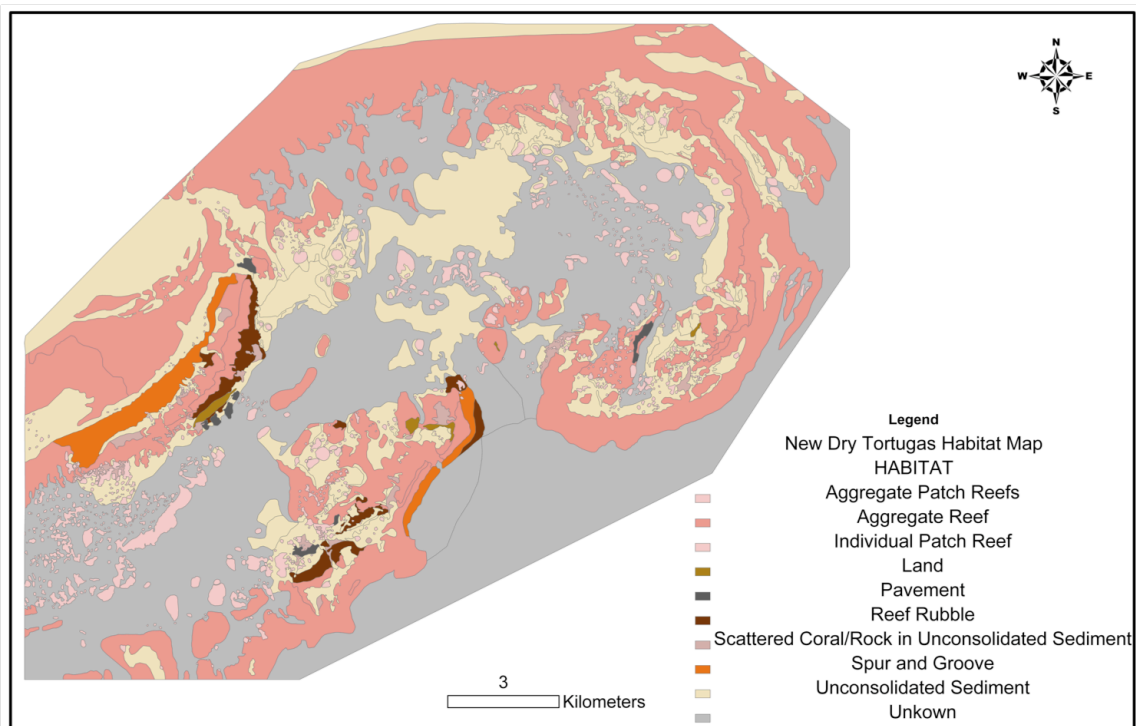 N
W E
S
Legend
New Dry Tortugas Habitat Map
HABITAT
Aggregate Patch Reefs
Aggregate Reef
Individual Patch Reef
Land
Pavement
Reef Rubble
Scattered Coral/Rock in Unconsolidated Sediment
Spur and Groove
Unconsolidated Sediment
Unkown
3
Kilometers